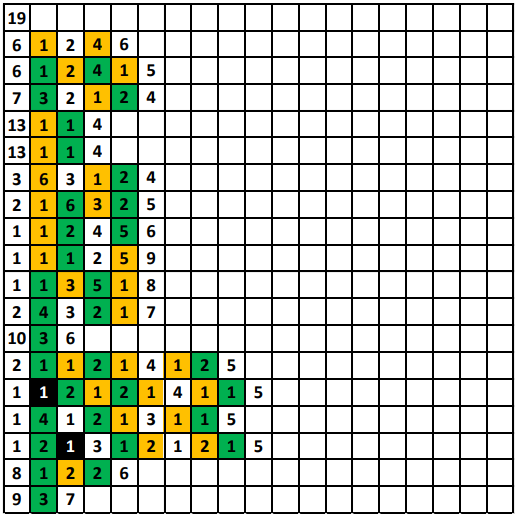 19
6 1 2 4 6
6 1 2 4 1 5
7 3 2 1 2 4
13 1 1 4
13 1 1 4
3 6 3 1 2 4
2 1 6 3 2 5
1 1 2 4 5 6
1 1 1 2 5 9
1 1 3 5 1 8
2 4 3 2 1 7
10 3 6
2 1 1 2 1 4 1 2 5
1 1 2 1 2 1 4 1 1 5
1 4 1 2 1 3 1 1 5
1 2 1 3 1 2 1 2 1 5
8 1 2 2 6
9 3 7